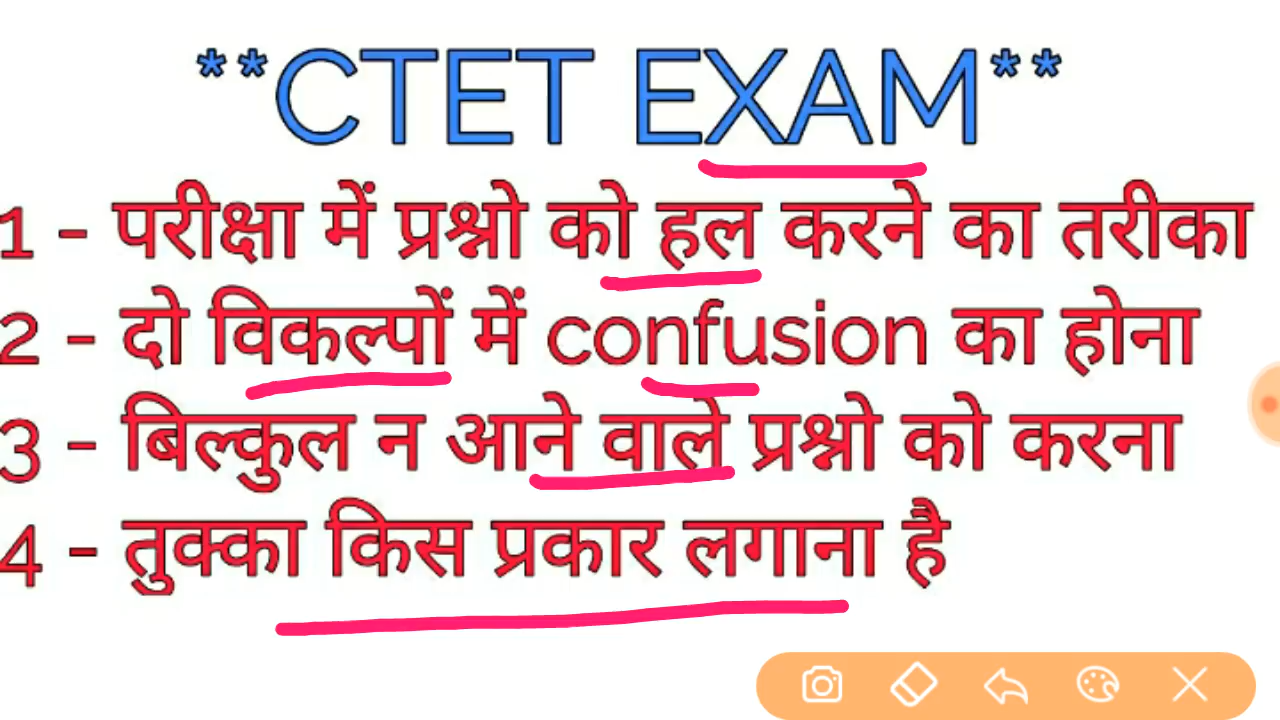 **CTET EXAM**
1 - परीक्षा में प्रश्नो को हल करने का तरीका
2 - दो विकल्पों में confusion का होना
3 - बिल्कुल न आने वाले प्रश्नो को करना
4 - तुक्का किस प्रकार लगाना है